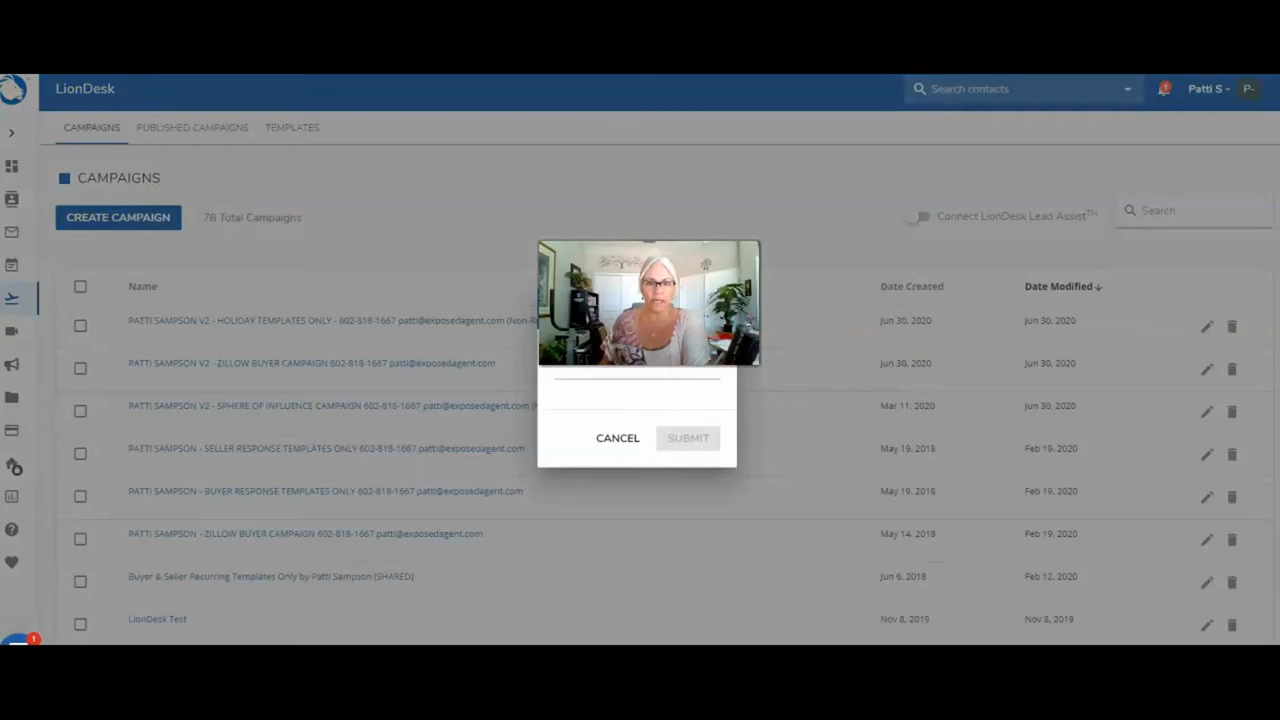 LionDesk
Search contacts
1
Patti S
P-
CAMPAIGNS PUBLISHED CAMPAIGNS TEMPLATES
CAMPAIGNS
CREATE CAMPAIGN
78 Total Campaigns
Connect LionDesk Lead Assist™
Search
Name Date Created Date Modified
PATTI SAMPSON V2 - HOLIDAY TEMPLATES ONLY - 602-818-1667 patti@exposedagent.com (Non-R Jun 30, 2020 Jun 30, 2020
PATTI SAMPSON V2 - ZILLOW BUYER CAMPAIGN 602-818-1667 patti@exposedagent.com Jun 30, 2020 Jun 30, 2020
PATTI SAMPSON V2 - SPHERE OF INFLUENCE CAMPAIGN 602-818-1667 patti@exposedagent.com Mar 11, 2020 Jun 30, 2020
PATTI SAMPSON - SELLER RESPONSE TEMPLATES ONLY 602-818-1667 patti@exposedagent.com May 19, 2018 Feb 19, 2020
PATTI SAMPSON - BUYER RESPONSE TEMPLATES ONLY 602-818-1667 patti@exposedagent.com May 19, 2018 Feb 19, 2020
PATTI SAMPSON - ZILLOW BUYER CAMPAIGN 602-818-1667 patti@exposedagent.com May 14, 2018 Feb 19, 2020
Buyer & Seller Recurring Templates Only by Patti Sampson (SHARED) Jun 6, 2018 Feb 12, 2020
LionDesk Test Nov 8, 2019 Nov 8, 2019
CANCEL SUBMIT
1